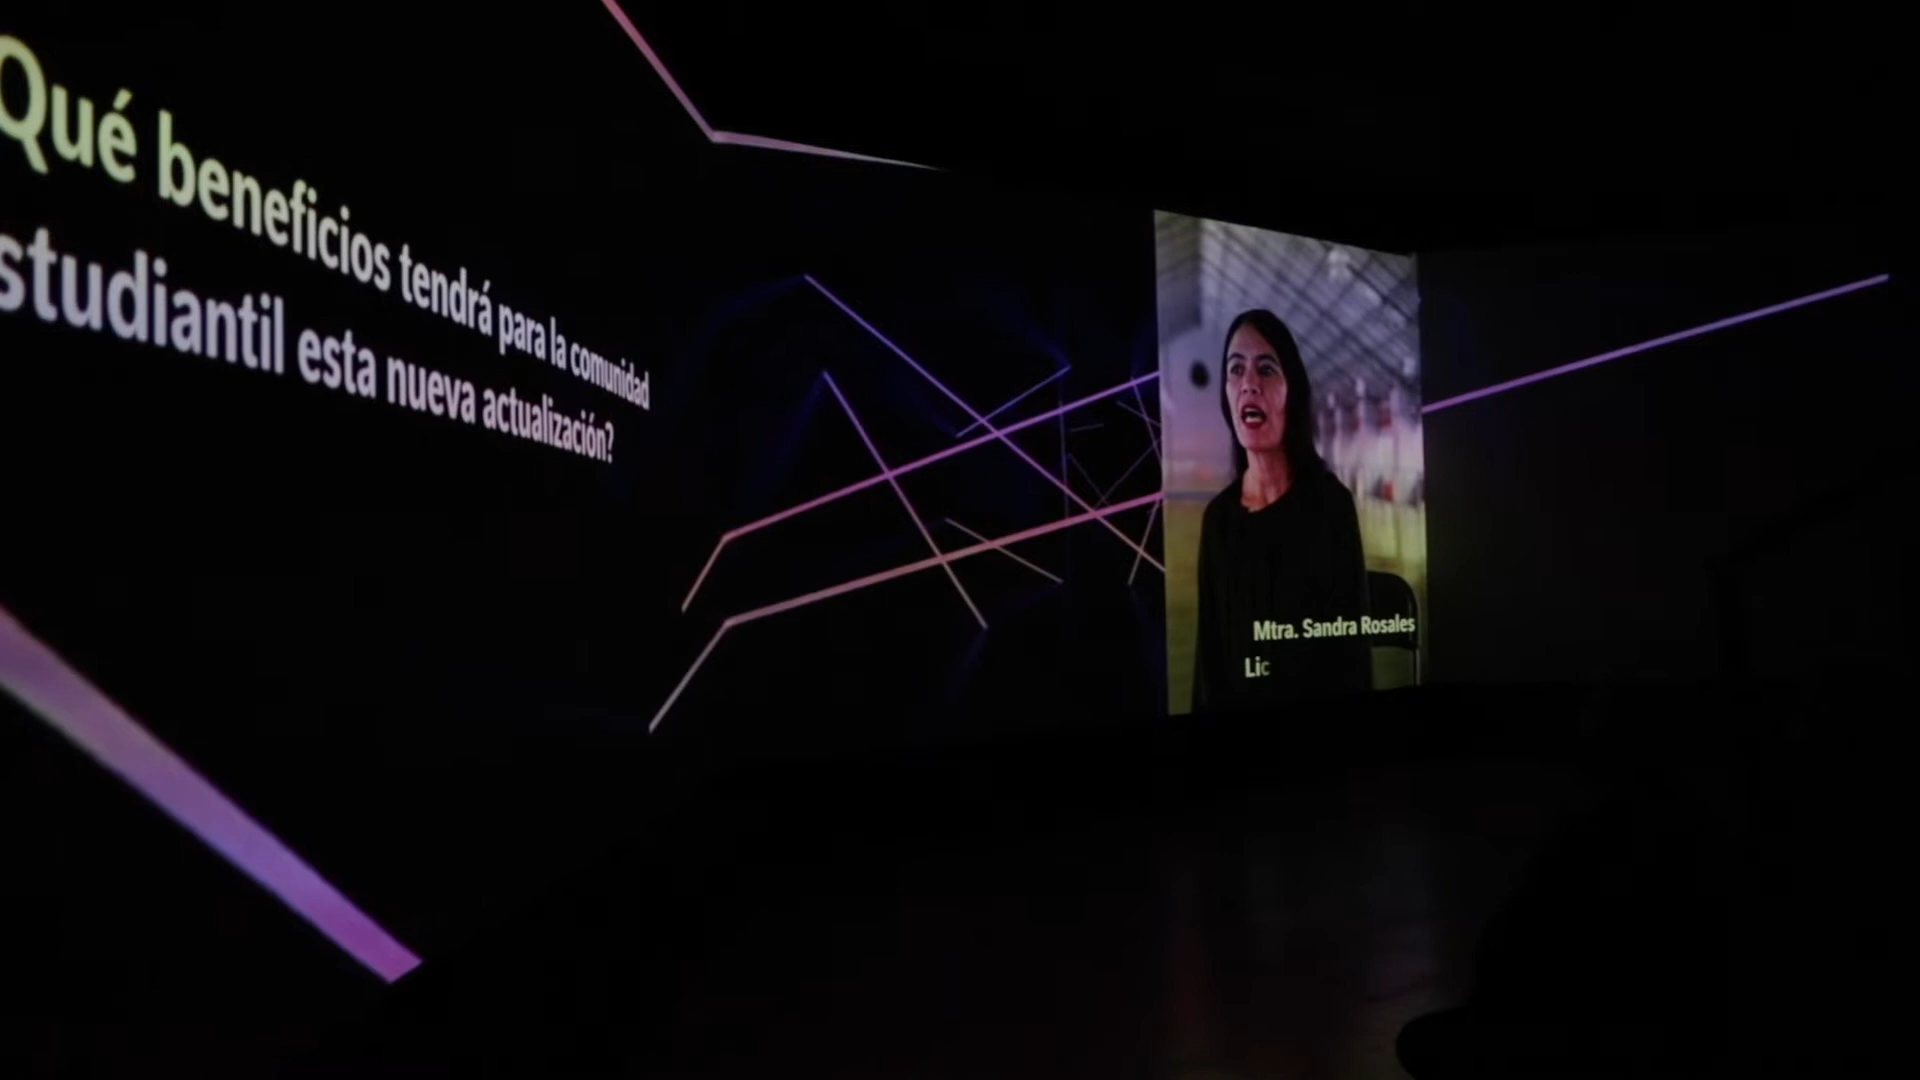 Qué beneficios tendrá para la comunidad
studiantil esta nueva actualización?
Mtra. Sandra Rosales
Lic